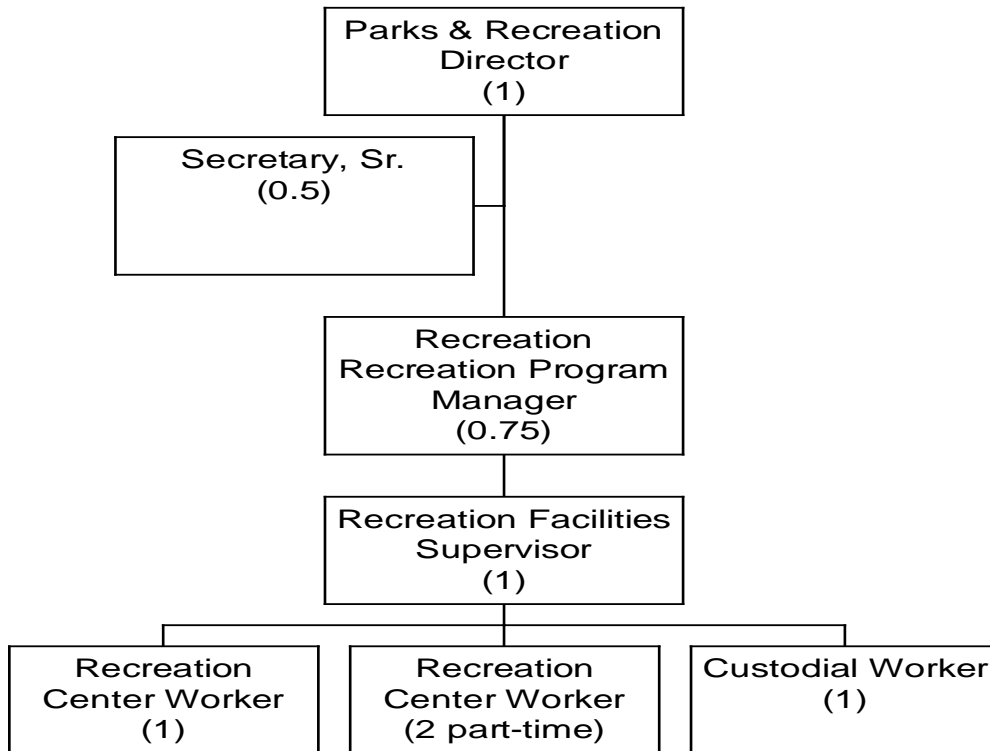 Parks & Recreation
Director
(1)
Secretary, Sr.
(0.5)
Recreation
Recreation Program
Manager
(0.75)
Recreation Facilities
Supervisor
(1)
Recreation
Center Worker
(1)
Recreation
Center Worker
(2 part-time)
Custodial Worker
(1)